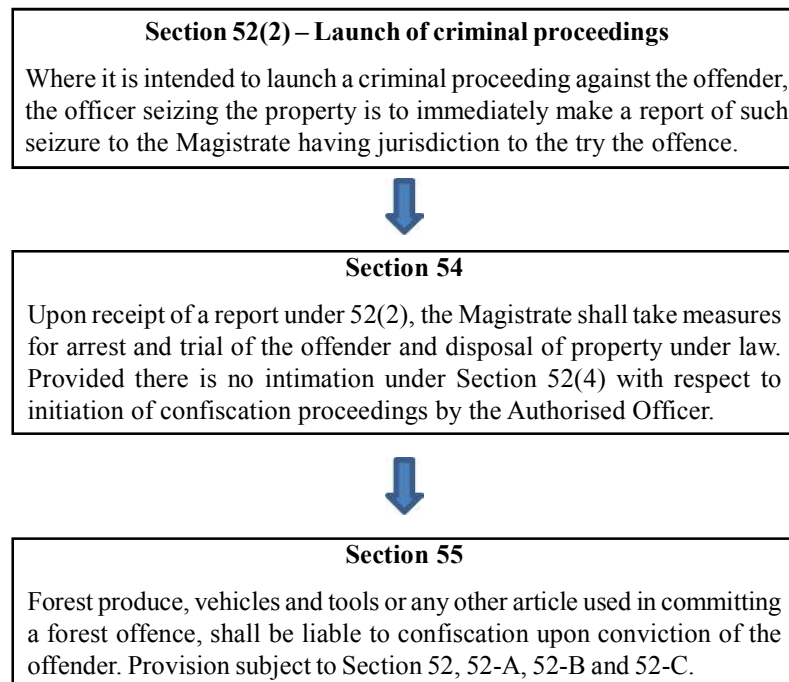 Section 52(2) – Launch of criminal proceedings
Where it is intended to launch a criminal proceeding against the offender,
the officer seizing the property is to immediately make a report of such
seizure to the Magistrate having jurisdiction to the try the offence.
Section 54
Upon receipt of a report under 52(2), the Magistrate shall take measures
for arrest and trial of the offender and disposal of property under law.
Provided there is no intimation under Section 52(4) with respect to
initiation of confiscation proceedings by the Authorised Officer.
Section 55
Forest produce, vehicles and tools or any other article used in committing
a forest offence, shall be liable to confiscation upon conviction of the
offender. Provision subject to Section 52, 52-A, 52-B and 52-C.